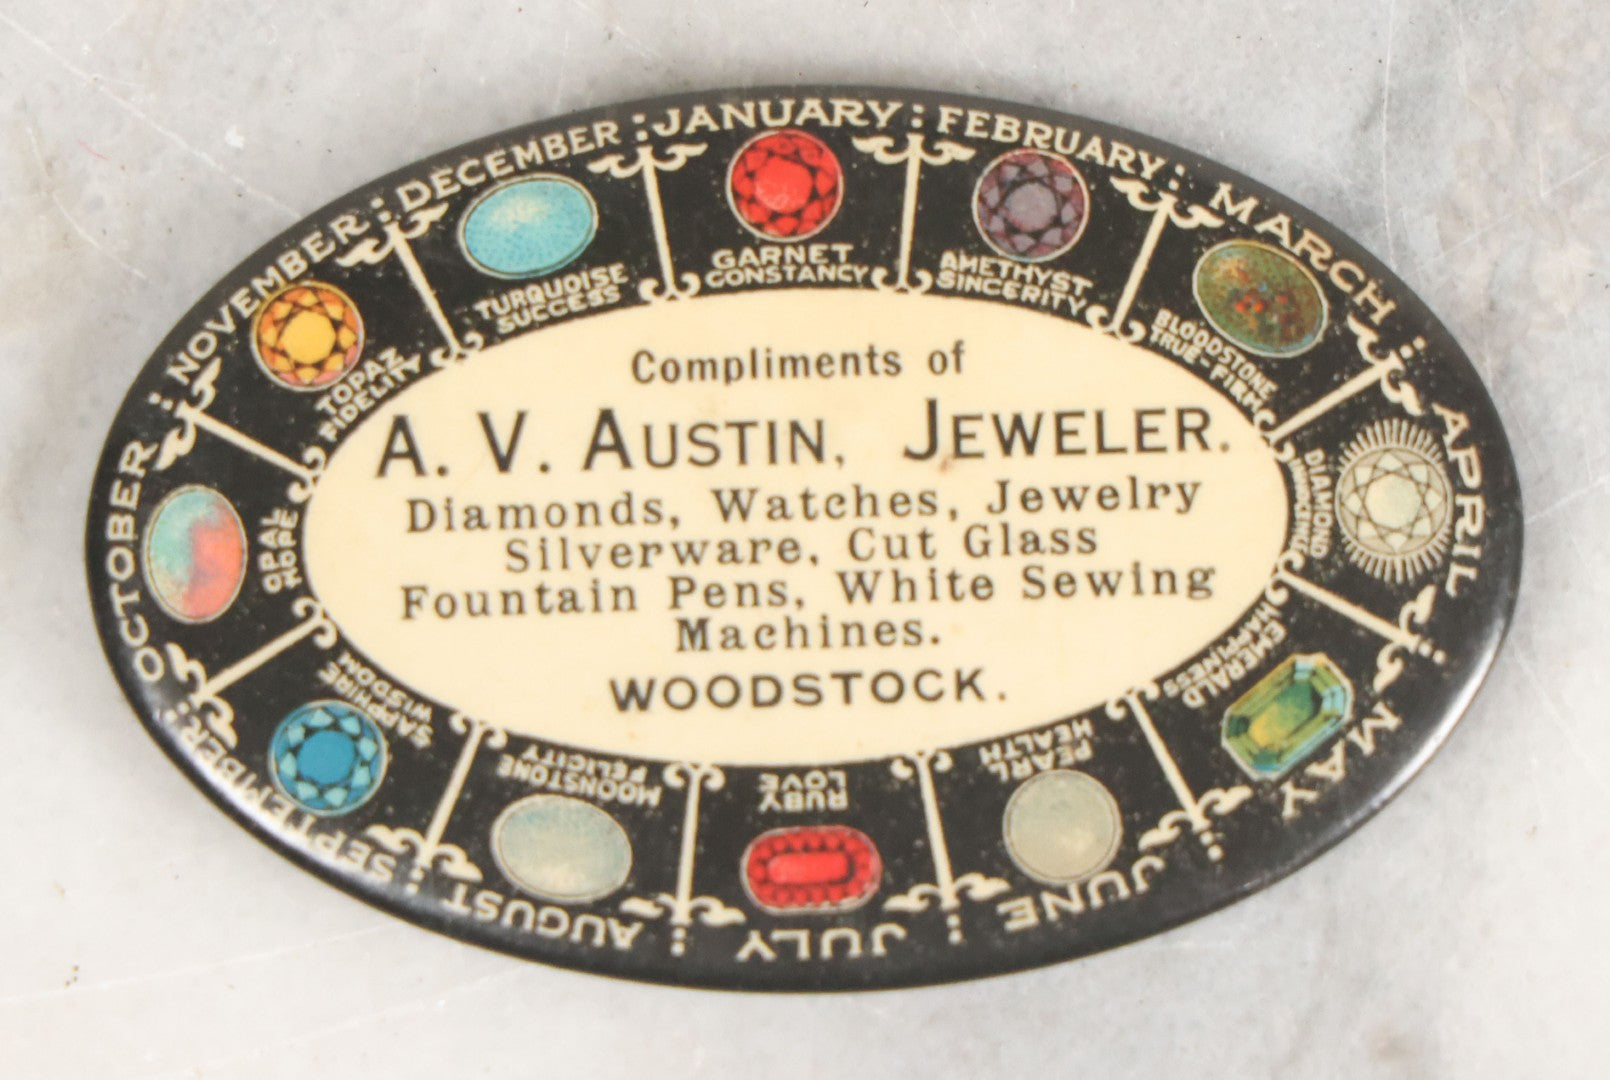 Compliments of
A. V. AUSTIN, JEWELER.
Diamonds, Watches, Jewelry
Silverware, Cut Glass
Fountain Pens, White Sewing
Machines.
WOODSTOCK.
JANUARY
GARNET
CONSTANCY
FEBRUARY
AMETHYST
SINCERITY
MARCH
BLOODSTONE
TRUE-FIRM
APRIL
DIAMOND
MAY
EMERALD
HAPPINESS
JUNE
PEARL
HEALTH
JULY
RUBY
LOVE
AUGUST
MOONSTONE
FELICITY
SEPTEMBER
SAPPHIRE
WISDOM
OCTOBER
OPAL
HOPE
NOVEMBER
TOPAZ
FIDELITY
DECEMBER
TURQUOISE
SUCCESS